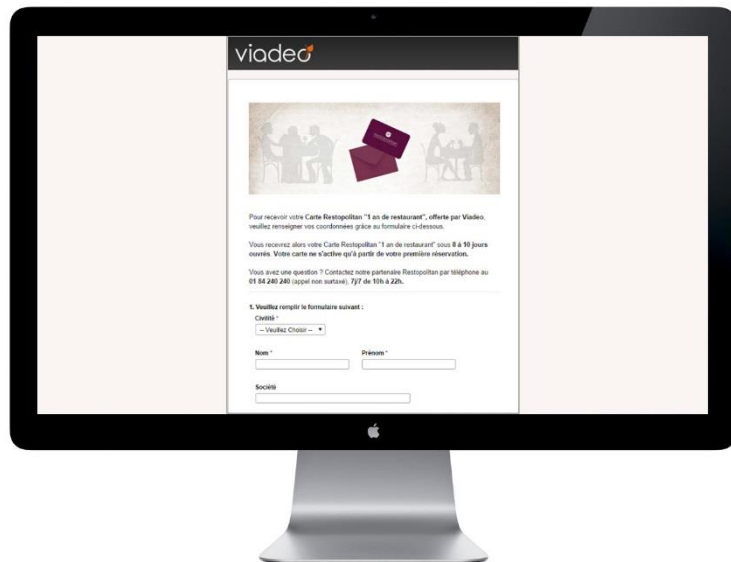 viadeo
Pour recevoir votre Carte Restopolitan "1 an de restaurant", offerte par Viadeo,
veuillez renseigner vos coordonnées grâce au formulaire ci-dessous.
Vous recevrez alors votre Carte Restopolitan "1 an de restaurant" sous 8 à 10 jours
ouvrés. Votre carte ne s'active qu'à partir de votre première réservation.
Vous avez une question ? Contactez notre partenaire Restopolitan par téléphone au
01 84 240 240 (appel non surtaxé), 7j/7 de 10h à 22h.
1. Veuillez remplir le formulaire suivant :
Civilité *
-- Veuillez Choisir --
Nom * Prénom *
Société